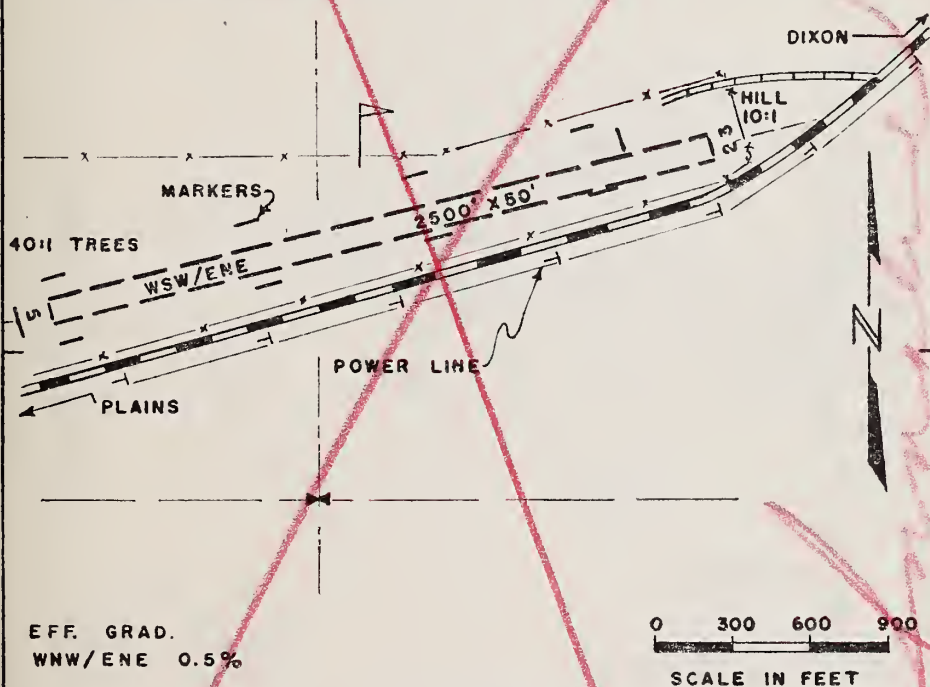 DIXON
HILL
10:1
23
MARKERS
2500' X 50'
40:1 TREES
WSW/ENE
5
POWER LINE
N
PLAINS
EFF. GRAD.
WNW/ENE 0.5%
0 300 600 900
SCALE IN FEET